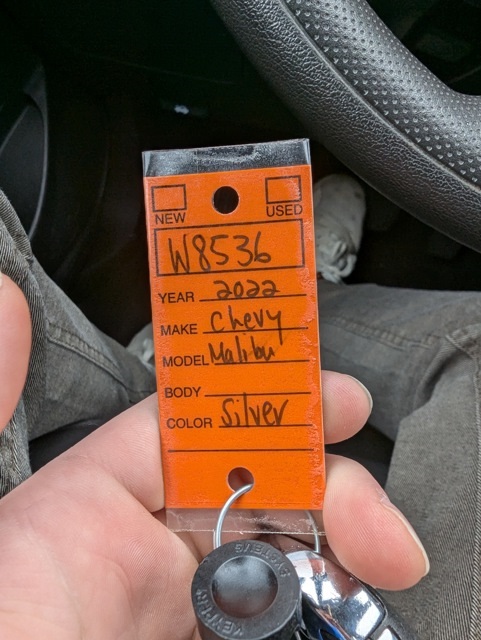 NEW USED
W8536
YEAR 2022
MAKE Chevy
MODEL Malibu
BODY
COLOR Silver